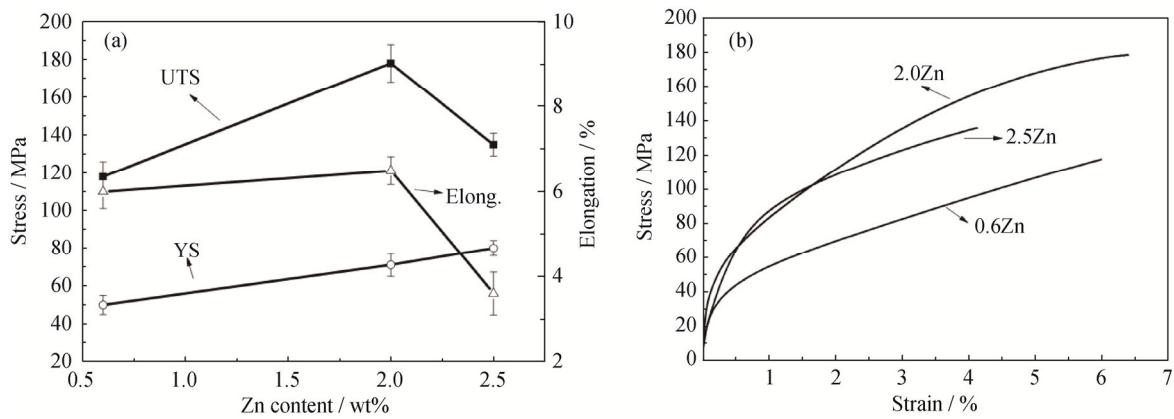 (a)
UTS
Elong.
YS
200
180
160
140
120
100
80
60
40
20
Stress / MPa
10
8
6
4
2
Elongation / %
0.5
1.0
1.5
2.0
2.5
Zn content / wt%
(b)
2.0Zn
2.5Zn
0.6Zn
200
180
160
140
120
100
80
60
40
20
0
Stress / MPa
1
2
3
4
5
6
7
Strain / %